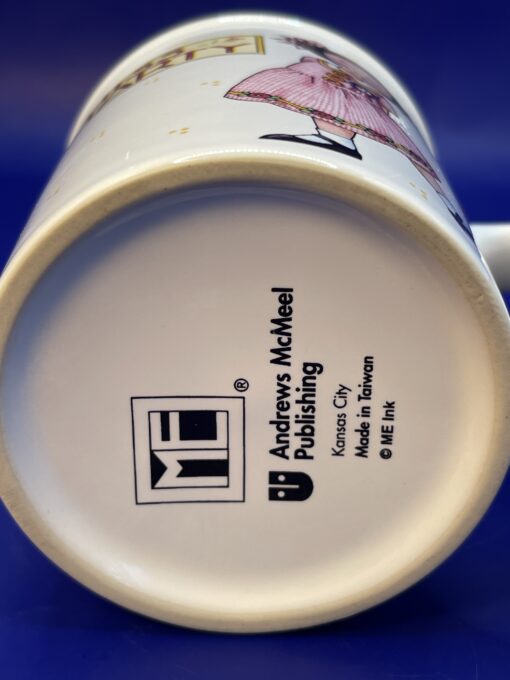 ME ®
Andrews McMeel
Publishing
Kansas City
Made in Taiwan
© ME Ink